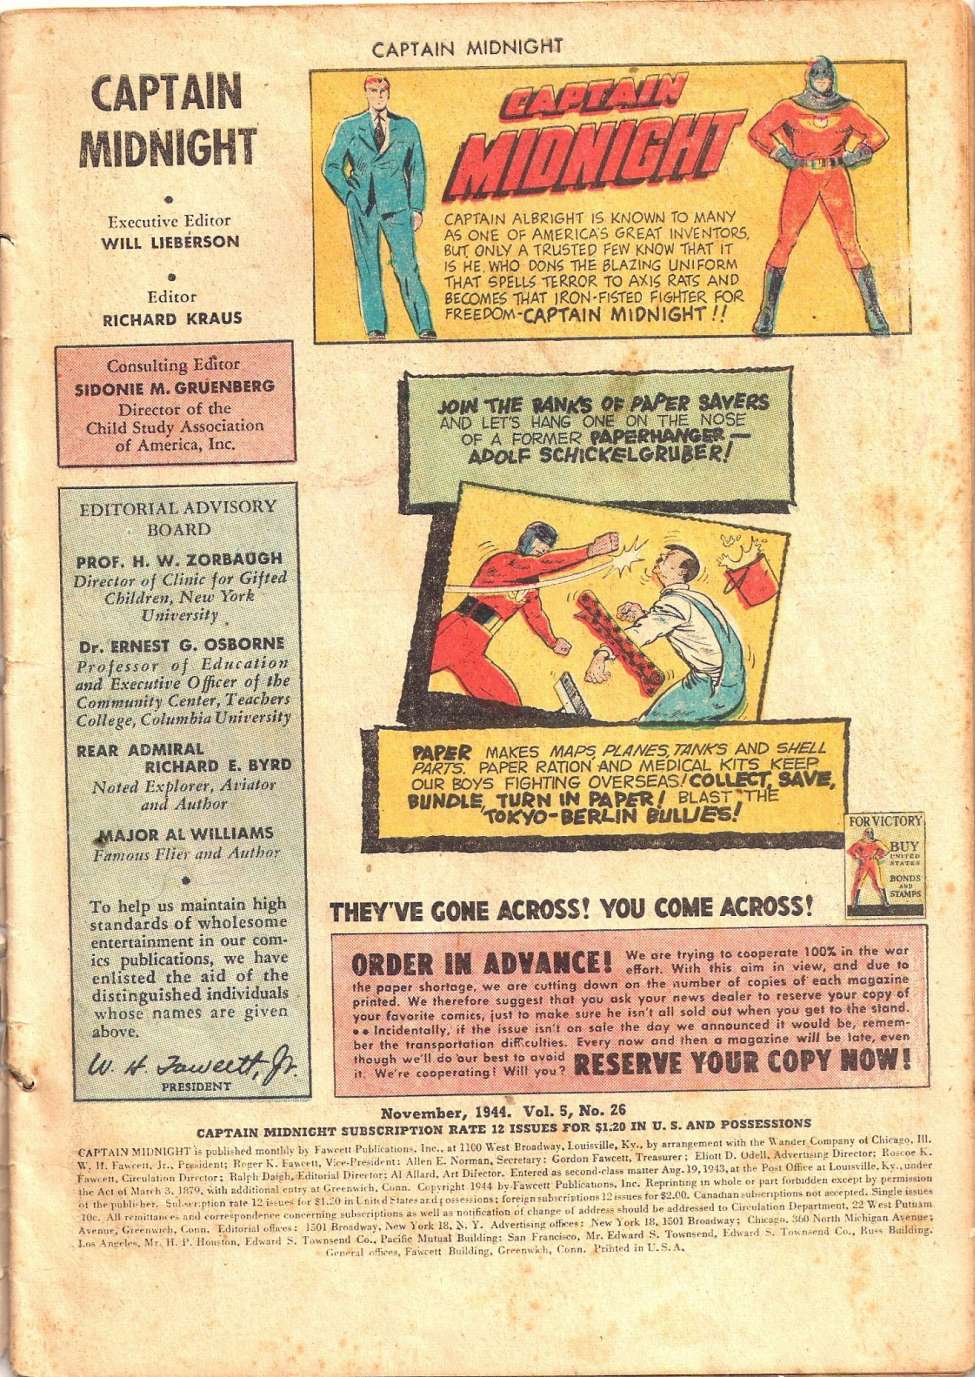 CAPTAIN MIDNIGHT
CAPTAIN
MIDNIGHT
Executive Editor
WILL LIEBERSON
Editor
RICHARD KRAUS
Consulting Editor
SIDONIE M. GRUENBERG
Director of the
Child Study Association
of America, Inc.
EDITORIAL ADVISORY
BOARD
PROF. H. W. ZORBAUGH
Director of Clinic for Gifted
Children, New York
University
Dr. ERNEST G. OSBORNE
Professor of Education
and Executive Officer of the
Community Center, Teachers
College, Columbia University
REAR ADMIRAL
RICHARD E. BYRD
Noted Explorer, Aviator
and Author
MAJOR AL WILLIAMS
Famous Flier and Author
To help us maintain high
standards of wholesome
entertainment in our com-
ics publications, we have
enlisted the aid of the
distinguished individuals
whose names are given
above.
W. H. Fawcett, Jr.
PRESIDENT
CAPTAIN
MIDNIGHT
CAPTAIN ALBRIGHT IS KNOWN TO MANY
AS ONE OF AMERICA'S GREAT INVENTORS,
BUT ONLY A TRUSTED FEW KNOW THAT IT
IS HE WHO DONS THE BLAZING UNIFORM
THAT SPELLS TERROR TO AXIS RATS AND
BECOMES THAT IRON-FISTED FIGHTER FOR
FREEDOM-CAPTAIN MIDNIGHT!!
JOIN THE RANKS OF PAPER SAVERS
AND LET'S HANG ONE ON THE NOSE
OF A FORMER PAPERHANGER—
ADOLF SCHICKELGRUBER!
PAPER MAKES MAPS, PLANES, TANKS AND SHELL
PARTS. PAPER RATION AND MEDICAL KITS KEEP
OUR BOYS FIGHTING OVERSEAS! COLLECT, SAVE,
BUNDLE, TURN IN PAPER! BLAST THE
TOKYO-BERLIN BULLIES!
FOR VICTORY
BUY
UNITED
STATES
BONDS
AND
STAMPS
THEY'VE GONE ACROSS! YOU COME ACROSS!
ORDER IN ADVANCE! We are trying to cooperate 100% in the war
effort. With this aim in view, and due to
the paper shortage, we are cutting down on the number of copies of each magazine
printed. We therefore suggest that you ask your news dealer to reserve your copy of
your favorite comics, just to make sure he isn't all sold out when you get to the stand.
•• Incidentally, if the issue isn't on sale the day we announced it would be, remem-
ber the transportation difficulties. Every now and then a magazine will be late, even
though we'll do our best to avoid
it. We're cooperating! Will you? RESERVE YOUR COPY NOW!
November, 1944. Vol. 5, No. 26
CAPTAIN MIDNIGHT SUBSCRIPTION RATE 12 ISSUES FOR $1.20 IN U. S. AND POSSESSIONS
CAPTAIN MIDNIGHT is published monthly by Fawcett Publications, Inc., at 1100 West Broadway, Louisville, Ky., by arrangement with the Wander Company of Chicago, Ill.
W. H. Fawcett, Jr., President; Roger K. Fawcett, Vice-President; Allen E. Norman, Secretary; Gordon Fawcett, Treasurer; Eliott D. Odell, Advertising Director; Roscoe K.
Fawcett, Circulation Director; Ralph Daigh, Editorial Director; Al Allard, Art Director. Entered as second-class matter Aug. 19, 1943, at the Post Office at Louisville, Ky., under
the Act of March 3, 1879, with additional entry at Greenwich, Conn. Copyright 1944 by Fawcett Publications, Inc. Reprinting in whole or part forbidden except by permission
of the publisher. Subscription rate 12 issues for $1.20 in United States and possessions; foreign subscriptions 12 issues for $2.00. Canadian subscriptions not accepted. Single issues
10c. All remittances and correspondence concerning subscriptions as well as notification of change of address should be addressed to Circulation Department, 22 West Putnam
Avenue, Greenwich, Conn. Editorial offices: 1501 Broadway, New York 18, N. Y. Advertising offices: New York 18, 1501 Broadway; Chicago, 360 North Michigan Avenue;
Los Angeles, Mr. H. P. Houston, Edward S. Townsend Co., Pacific Mutual Building; San Francisco, Mr. Edward S. Townsend, Edward S. Townsend Co., Russ Building.
General offices, Fawcett Building, Greenwich, Conn. Printed in U. S. A.